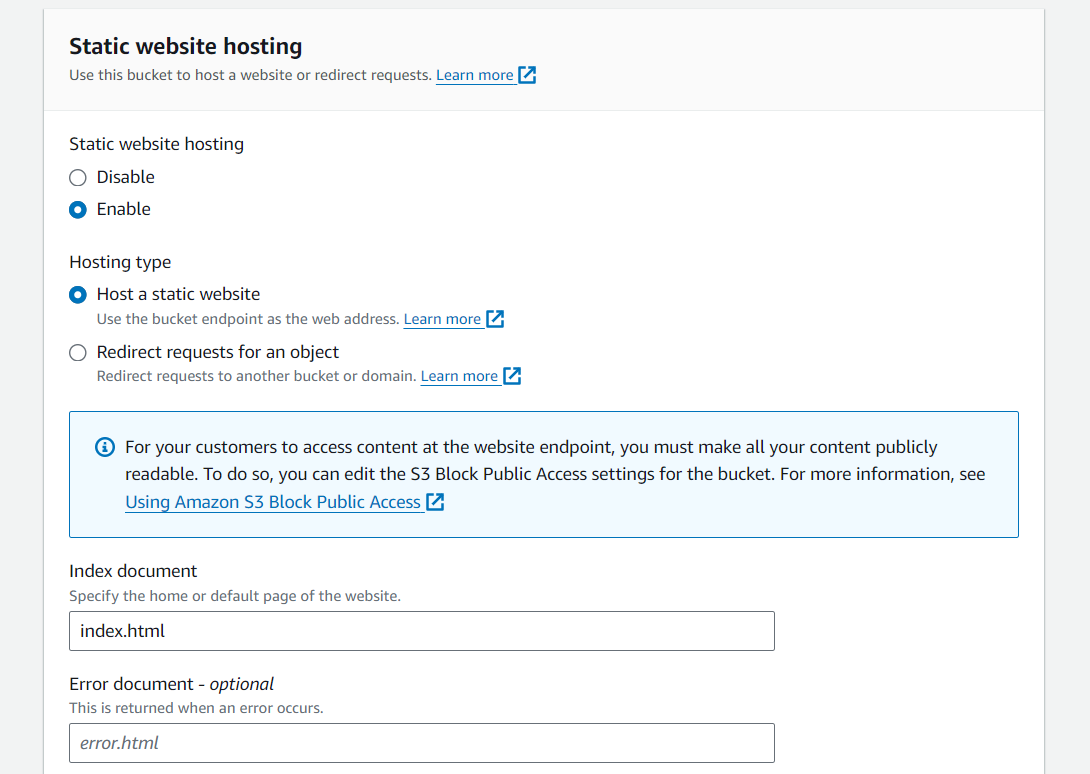 Static website hosting
Use this bucket to host a website or redirect requests. Learn more
Static website hosting
Disable
Enable
Hosting type
Host a static website
Use the bucket endpoint as the web address. Learn more
Redirect requests for an object
Redirect requests to another bucket or domain. Learn more
For your customers to access content at the website endpoint, you must make all your content publicly
readable. To do so, you can edit the S3 Block Public Access settings for the bucket. For more information, see
Using Amazon S3 Block Public Access
Index document
Specify the home or default page of the website.
index.html
Error document - optional
This is returned when an error occurs.
error.html